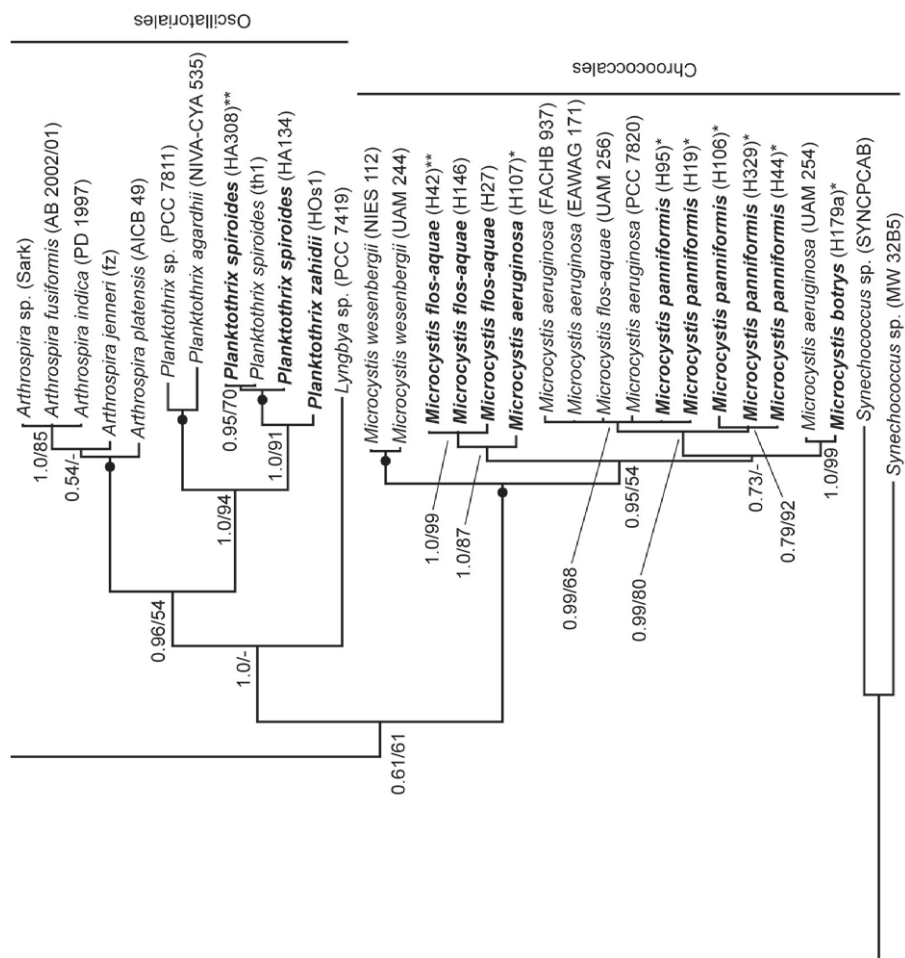 Oscillatoriales
Chroococcales
Arthrospira sp. (Sark)
Arthrospira fusiformis (AB 2002/01)
Arthrospira indica (PD 1997)
Arthrospira jenneri (fz)
Arthrospira platensis (AICB 49)
Planktothrix sp. (PCC 7811)
Planktothrix agardhii (NIVA-CYA 535)
Planktothrix spiroides (HA308)**
Planktothrix spiroides (th1)
Planktothrix spiroides (HA134)
Planktothrix zahidii (HOs1)
Lyngbya sp. (PCC 7419)
Microcystis wesenbergii (NIES 112)
Microcystis wesenbergii (UAM 244)
Microcystis flos-aquae (H42)**
Microcystis flos-aquae (H146)
Microcystis flos-aquae (H27)
Microcystis aeruginosa (H107)*
Microcystis aeruginosa (FACHB 937)
Microcystis aeruginosa (EAWAG 171)
Microcystis flos-aquae (UAM 256)
Microcystis aeruginosa (PCC 7820)
Microcystis panniformis (H95)*
Microcystis panniformis (H19)*
Microcystis panniformis (H106)*
Microcystis panniformis (H329)*
Microcystis panniformis (H44)*
Microcystis aeruginosa (UAM 254)
Microcystis botrys (H179a)*
Synechococcus sp. (SYNCPCAB)
Synechococcus sp. (MW 32B5)
1.0/85
0.54/-
0.95/70
1.0/91
1.0/94
0.96/54
1.0/-
0.61/61
1.0/99
1.0/87
0.95/54
0.99/68
0.99/80
0.73/-
0.79/92
1.0/99